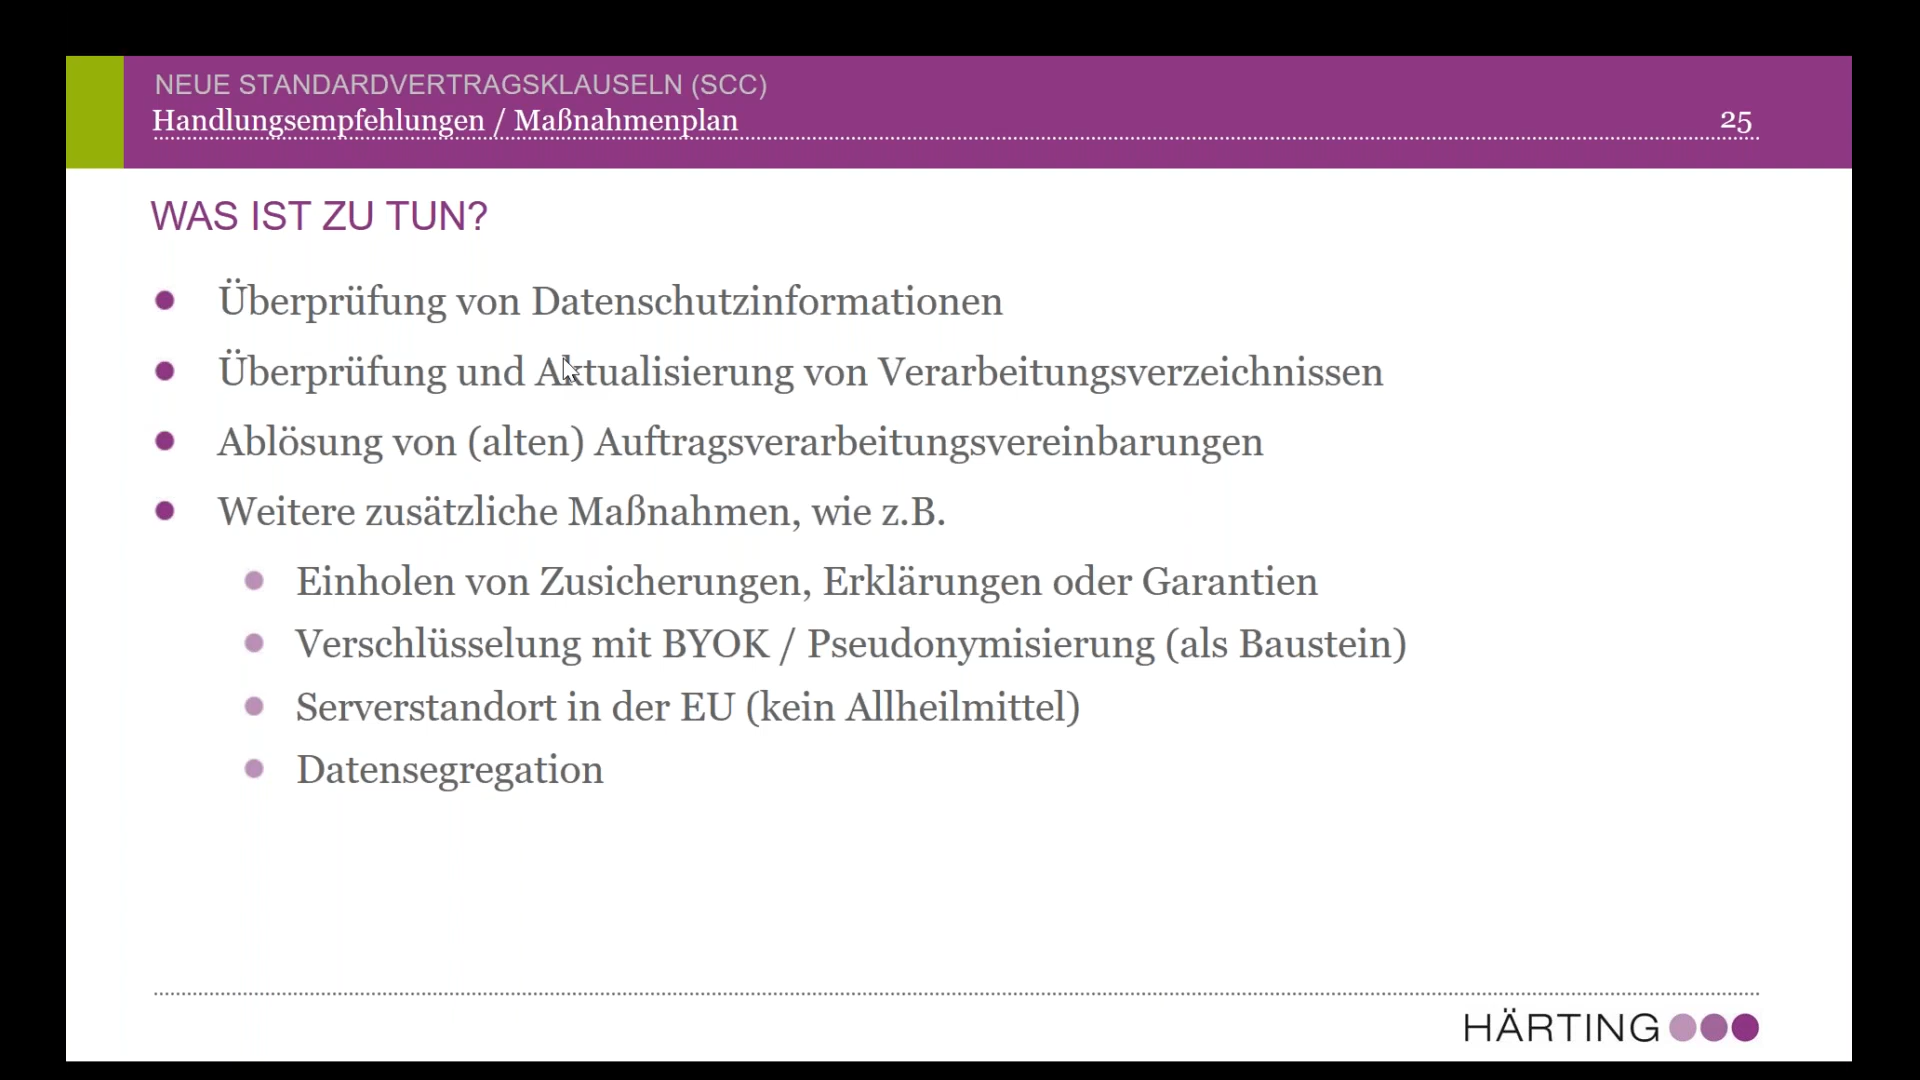 NEUE STANDARDVERTRAGSKLAUSELN (SCC)
Handlungsempfehlungen / Maßnahmenplan
25
WAS IST ZU TUN?
Überprüfung von Datenschutzinformationen
Überprüfung und Aktualisierung von Verarbeitungsverzeichnissen
Ablösung von (alten) Auftragsverarbeitungsvereinbarungen
Weitere zusätzliche Maßnahmen, wie z.B.
Einholen von Zusicherungen, Erklärungen oder Garantien
Verschlüsselung mit BYOK / Pseudonymisierung (als Baustein)
Serverstandort in der EU (kein Allheilmittel)
Datensegregation
HÄRTING